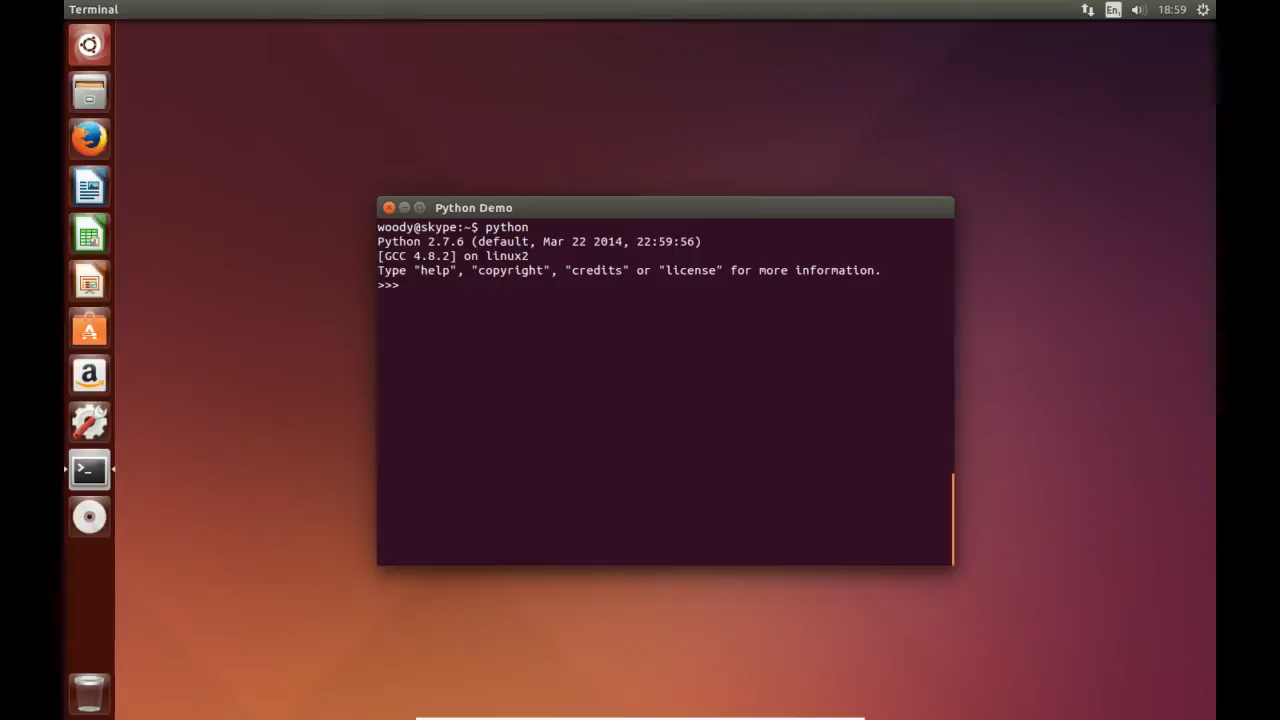 Terminal
En
18:59
Python Demo
woody@skype:~$ python
Python 2.7.6 (default, Mar 22 2014, 22:59:56)
[GCC 4.8.2] on linux2
Type "help", "copyright", "credits" or "license" for more information.
>>>